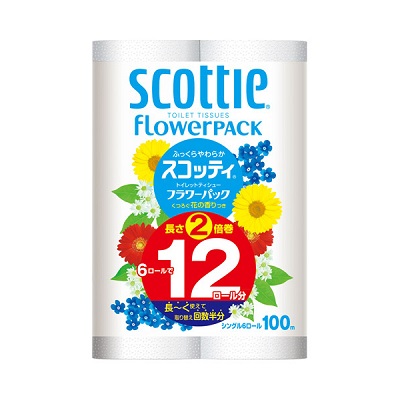 scottie®
TOILET TISSUES
flowerPACK
ふっくらやわらか
スコッティ®
トイレットティシュー
フラワーパック
くつろぐ花の香りつき
長さ2倍巻
6ロールで
12
ロール分
長〜く使えて
取り替え回数半分
シングル6ロール 100m